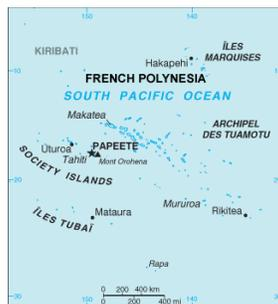 150
140
KIRIBATI
ÎLES
MARQUISES
Hakapehi
10
FRENCH POLYNESIA
SOUTH PACIFIC OCEAN
Makatea
ARCHIPEL
DES TUAMOTU
Uturoa
PAPEETE
Tahiti
Mont Orohena
SOCIETY ISLANDS
20
ÎLES TUBAÏ
Mataura
Mururoa
Rikitea
Rapa
0 200 400 km
0 200 400 mi
30
150
140